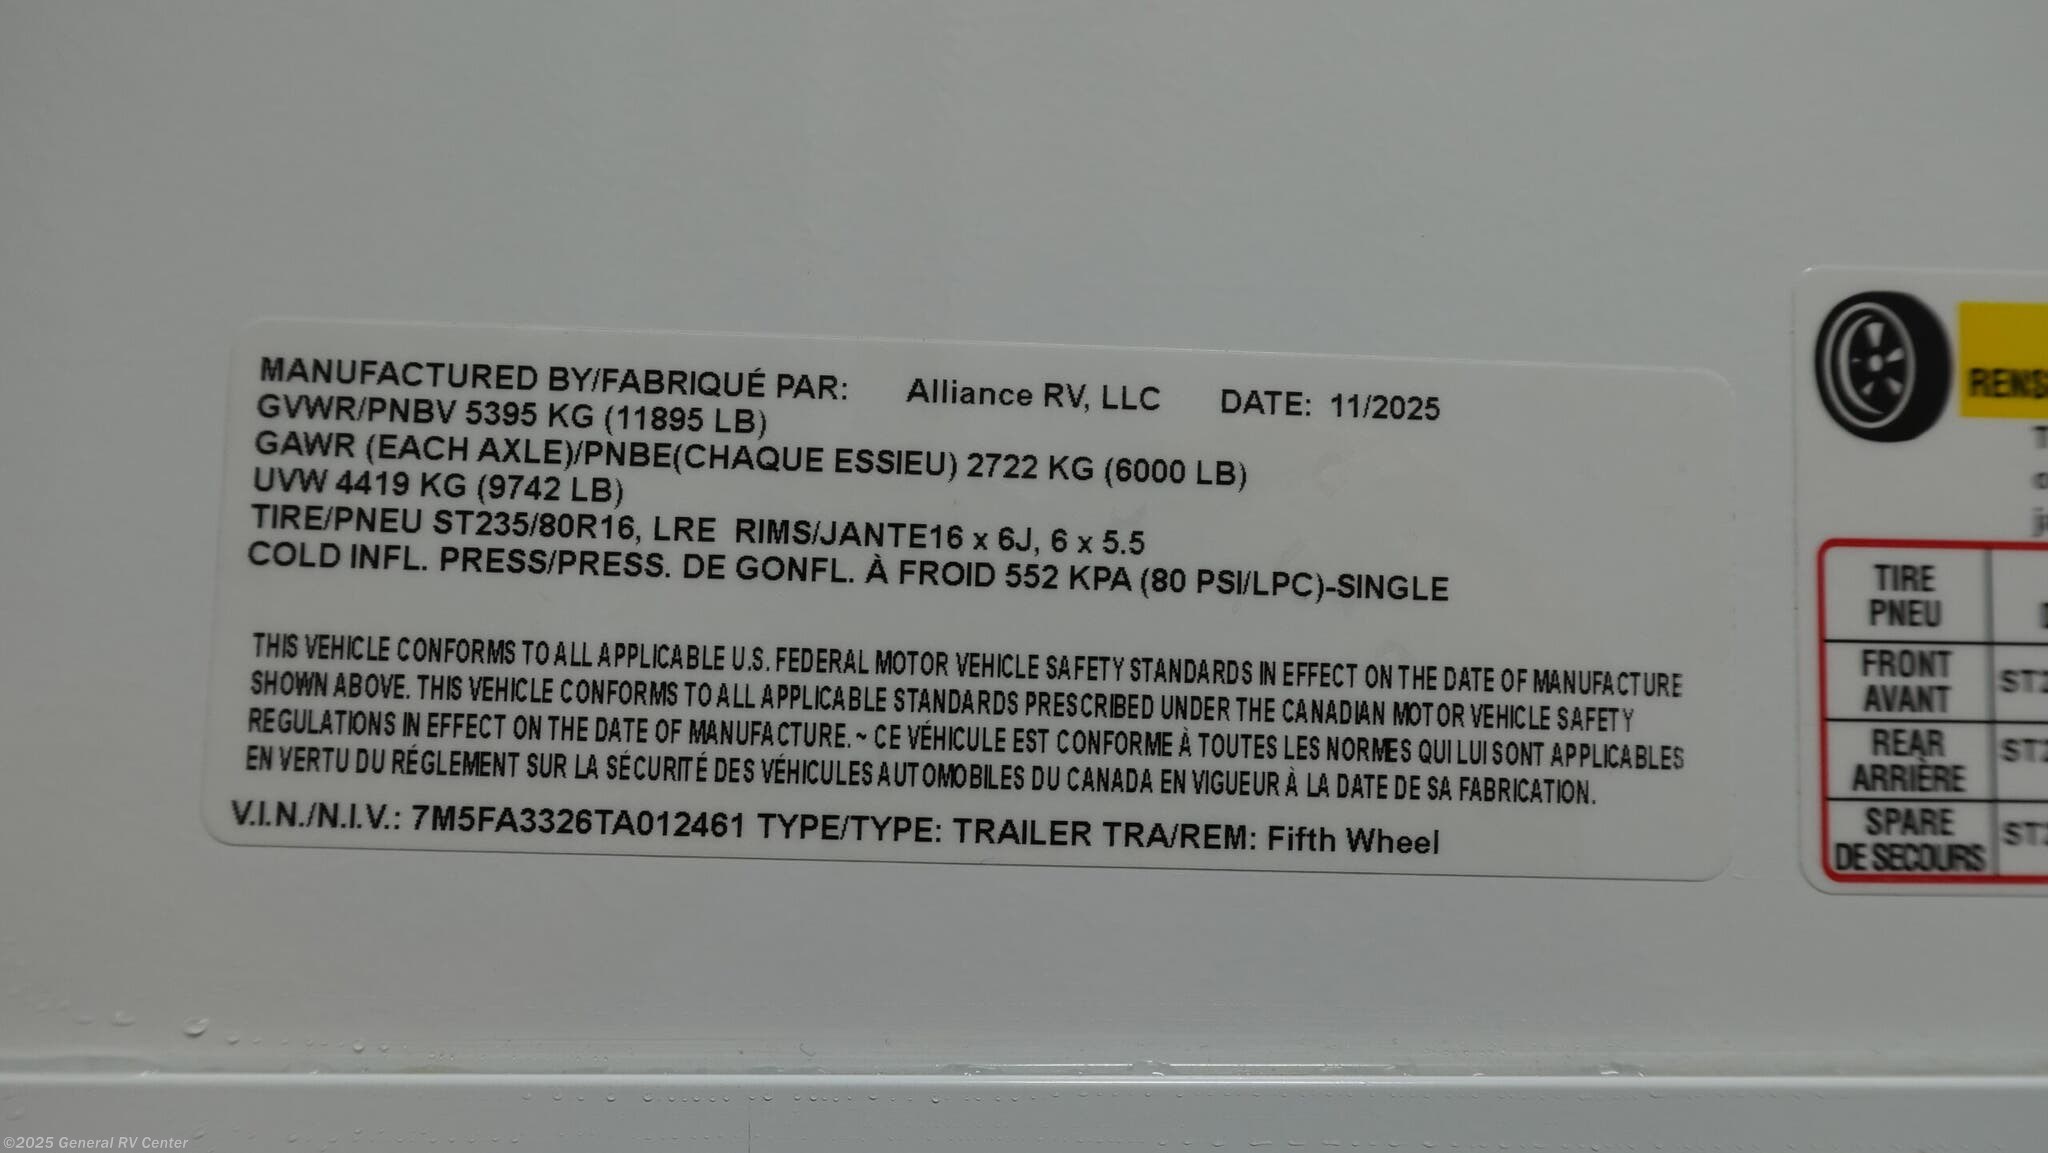 MANUFACTURED BY/FABRIQUÉ PAR: Alliance RV, LLC DATE: 11/2025
GVWR/PNBV 5395 KG (11895 LB)
GAWR (EACH AXLE)/PNBE(CHAQUE ESSIEU) 2722 KG (6000 LB)
UVW 4419 KG (9742 LB)
TIRE/PNEU ST235/80R16, LRE RIMS/JANTE16 x 6J, 6 x 5.5
COLD INFL. PRESS/PRESS. DE GONFL. À FROID 552 KPA (80 PSI/LPC)-SINGLE
THIS VEHICLE CONFORMS TO ALL APPLICABLE U.S. FEDERAL MOTOR VEHICLE SAFETY STANDARDS IN EFFECT ON THE DATE OF MANUFACTURE
SHOWN ABOVE. THIS VEHICLE CONFORMS TO ALL APPLICABLE STANDARDS PRESCRIBED UNDER THE CANADIAN MOTOR VEHICLE SAFETY
REGULATIONS IN EFFECT ON THE DATE OF MANUFACTURE. ~ CE VÉHICULE EST CONFORME À TOUTES LES NORMES QUI LUI SONT APPLICABLES
EN VERTU DU RÉGLEMENT SUR LA SÉCURITÉ DES VÉHICULES AUTOMOBILES DU CANADA EN VIGUEUR À LA DATE DE SA FABRICATION.
V.I.N./N.I.V.: 7M5FA3326TA012461 TYPE/TYPE: TRAILER TRA/REM: Fifth Wheel
RENS
TIRE
PNEU
FRONT
AVANT
ST2
REAR
ARRIÈRE
ST2
SPARE
DE SECOURS
ST2
©2025 General RV Center